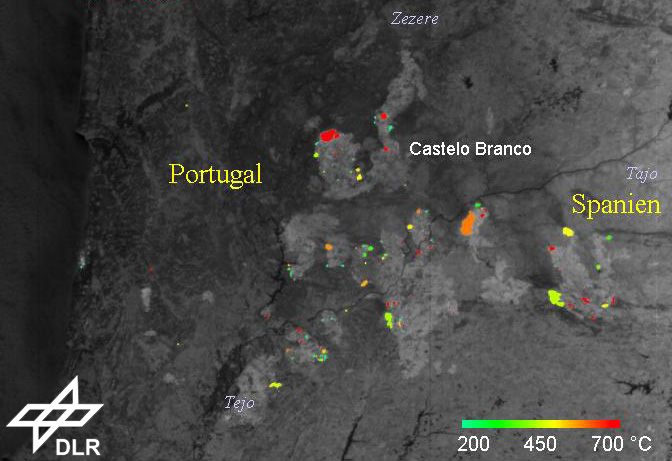 Zezere
Castelo Branco
Portugal
Tajo
Spanien
Tejo
DLR
200 450 700 °C